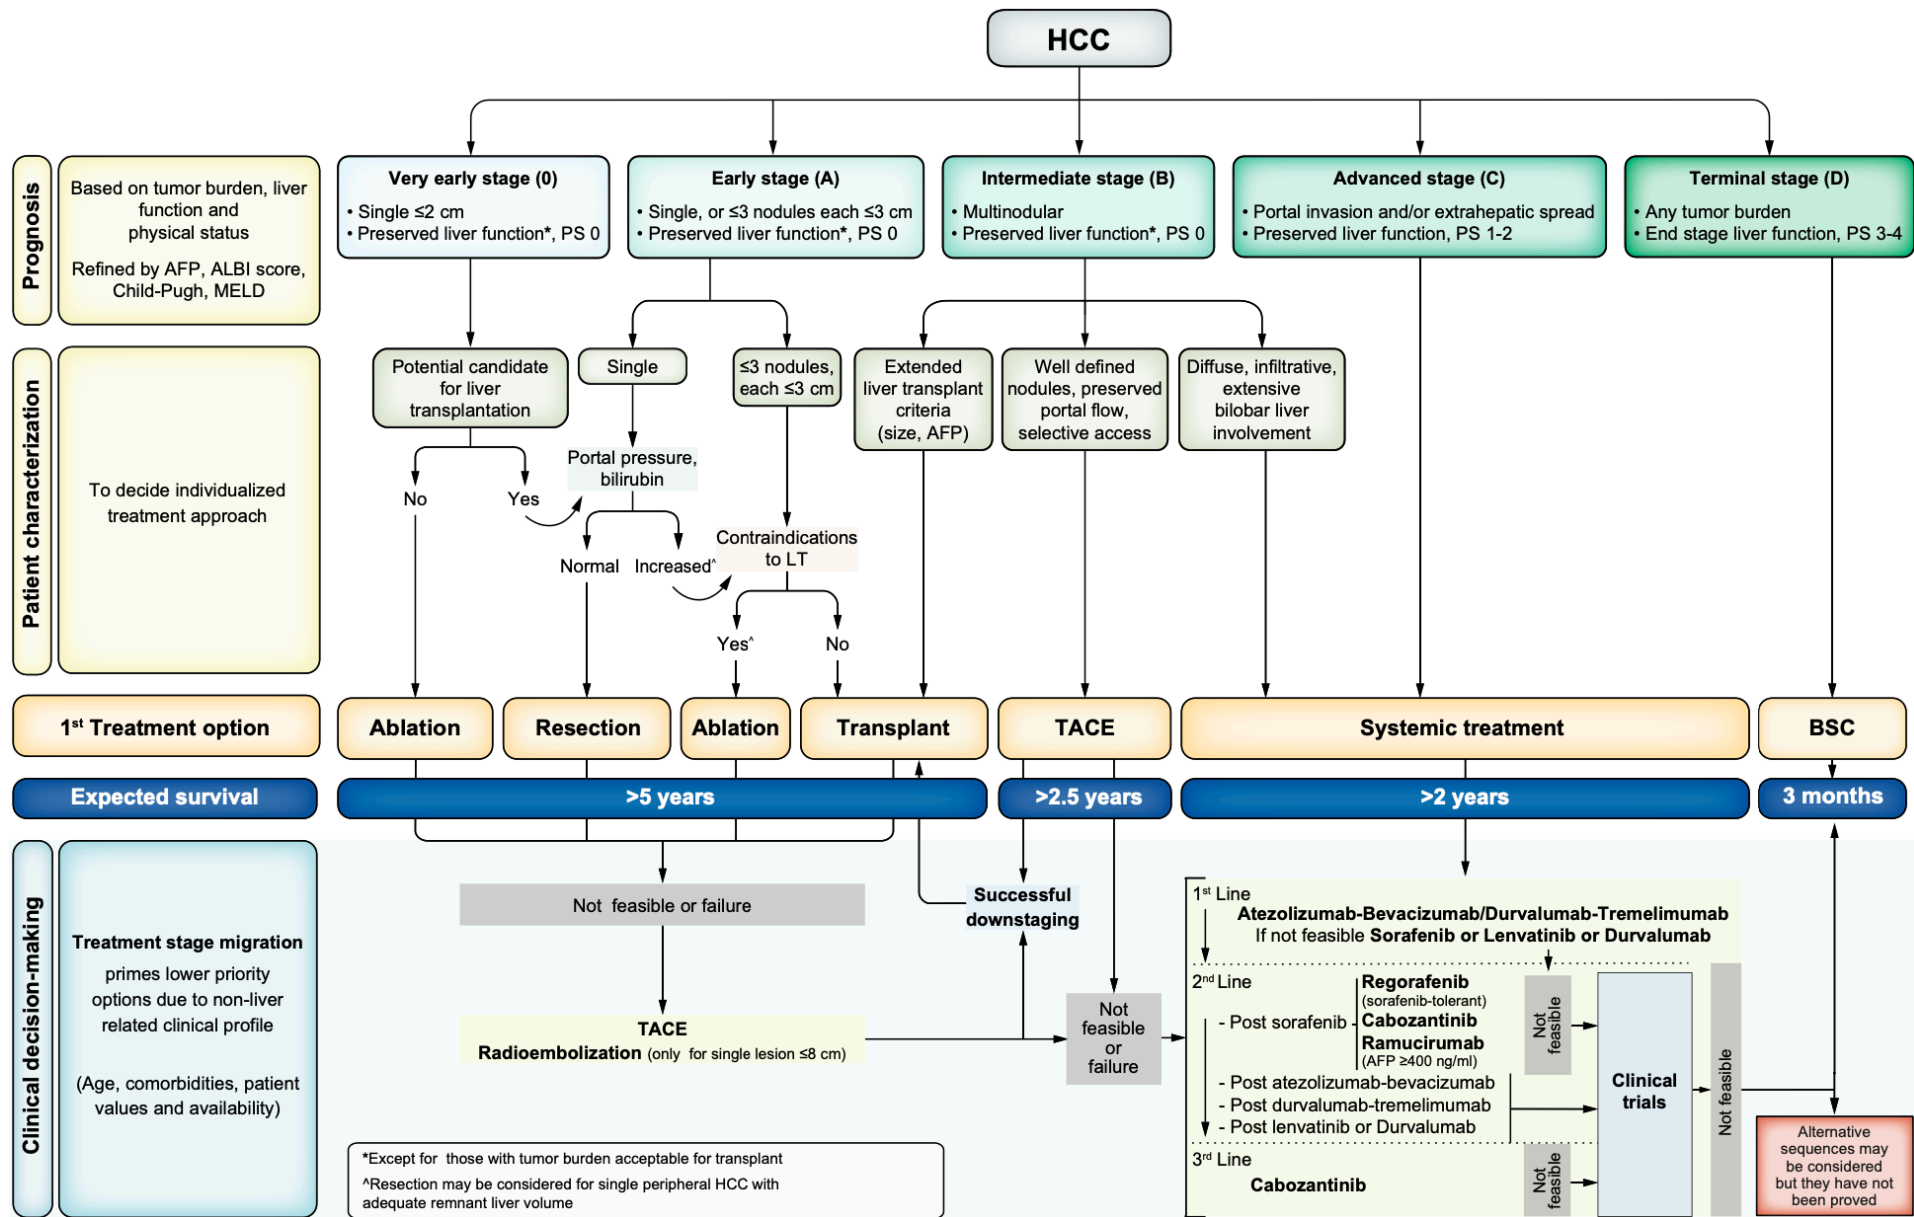 HCC
Prognosis
Based on tumor burden, liver
function and
physical status
Refined by AFP, ALBI score,
Child-Pugh, MELD
Very early stage (0)
• Single ≤2 cm
• Preserved liver function*, PS 0
Early stage (A)
• Single, or ≤3 nodules each ≤3 cm
• Preserved liver function*, PS 0
Intermediate stage (B)
• Multinodular
• Preserved liver function*, PS 0
Advanced stage (C)
• Portal invasion and/or extrahepatic spread
• Preserved liver function, PS 1-2
Terminal stage (D)
• Any tumor burden
• End stage liver function, PS 3-4
Patient characterization
To decide individualized
treatment approach
Potential candidate
for liver
transplantation
No
Yes
Single
Portal pressure,
bilirubin
Normal
Increased^
≤3 nodules,
each ≤3 cm
Contraindications
to LT
Yes^
No
Extended
liver transplant
criteria
(size, AFP)
Well defined
nodules, preserved
portal flow,
selective access
Diffuse, infiltrative,
extensive
bilobar liver
involvement
1st Treatment option
Ablation
Resection
Ablation
Transplant
TACE
Systemic treatment
BSC
Expected survival
>5 years
>2.5 years
>2 years
3 months
Clinical decision-making
Treatment stage migration
primes lower priority
options due to non-liver
related clinical profile
(Age, comorbidities, patient
values and availability)
Not feasible or failure
TACE
Radioembolization (only for single lesion ≤8 cm)
Successful
downstaging
Not
feasible
or
failure
1st Line
Atezolizumab-Bevacizumab/Durvalumab-Tremelimumab
If not feasible Sorafenib or Lenvatinib or Durvalumab
2nd Line
- Post sorafenib
Regorafenib
(sorafenib-tolerant)
Cabozantinib
Ramucirumab
(AFP ≥400 ng/ml)
- Post atezolizumab-bevacizumab
- Post durvalumab-tremelimumab
- Post lenvatinib or Durvalumab
Not
feasible
3rd Line
Cabozantinib
Not
feasible
Clinical
trials
Not feasible
Alternative
sequences may
be considered
but they have not
been proved
*Except for those with tumor burden acceptable for transplant
^Resection may be considered for single peripheral HCC with
adequate remnant liver volume